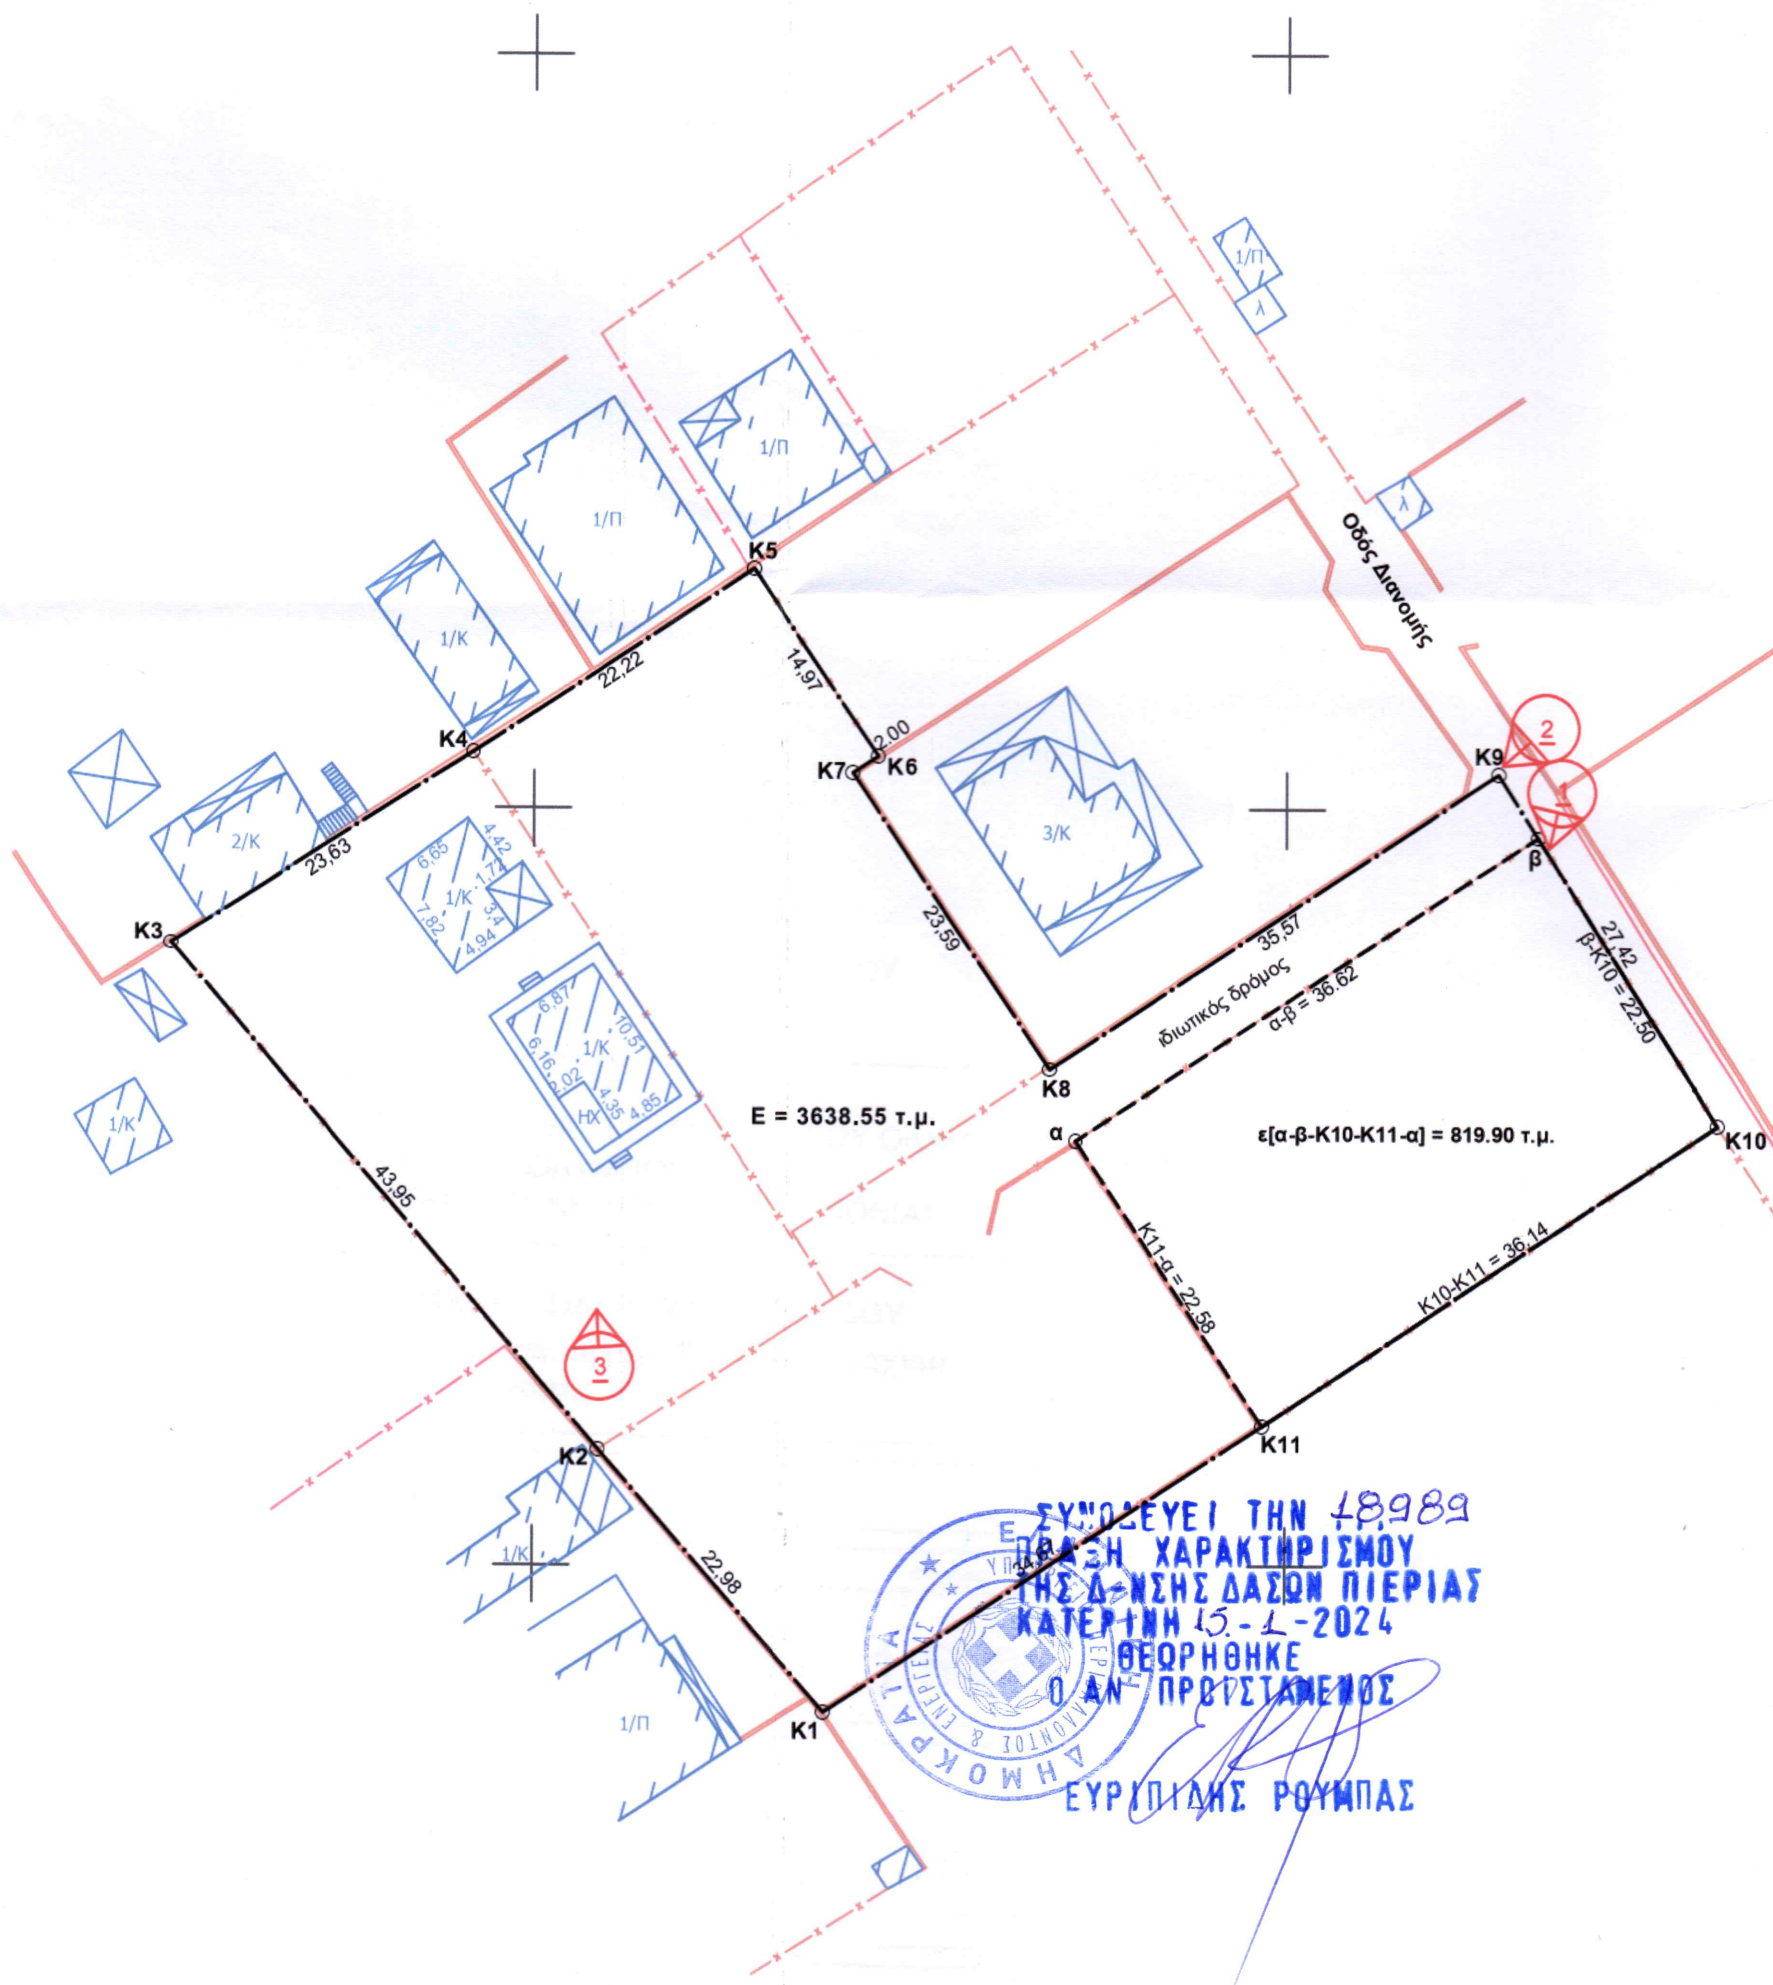 1/Π
λ
1/Π
1/Π
Οδός Διανομής
λ
K5
22,22
14,97
1/K
K4
2.00
K6
K7
K9
2
1
β
2/K
23,63
3/K
6,65
4,42
1,72
1/K
3,4
7,82
4,94
K3
23,59
35,57
ιδιωτικός δρόμος
α-β = 36.62
27,42
β-K10 = 22.50
6,87
10,51
1/K
6,16
2,02
4,35
4,85
HX
K8
1/K
E = 3638.55 τ.μ.
α
ε[α-β-K10-K11-α] = 819.90 τ.μ.
K10
43,95
K11-α = 22,58
K10-K11 = 36,14
3
K2
K11
1/K
22,98
34,61
1/Π
K1
ΣΥΝΟΔΕΥΕΙ ΤΗΝ 18989
ΠΡΑΞΗ ΧΑΡΑΚΤΗΡΙΣΜΟΥ
ΤΗΣ Δ-ΝΣΗΣ ΔΑΣΩΝ ΠΙΕΡΙΑΣ
ΚΑΤΕΡΙΝΗ 15-1-2024
ΘΕΩΡΗΘΗΚΕ
Ο ΑΝ ΠΡΟΪΣΤΑΜΕΝΟΣ
ΕΥΡΙΠΙΔΗΣ ΡΟΥΜΠΑΣ
ΔΗΜΟΚΡΑΤΙΑ
& ΕΝΕΡΓΕΙΑΣ